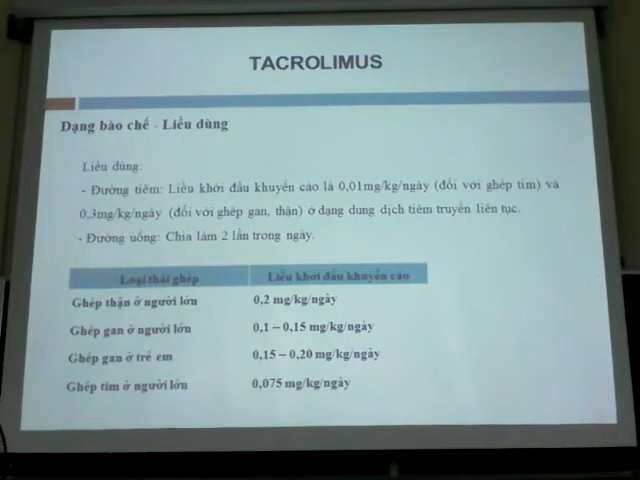 TACROLIMUS
Dạng bào chế - Liều dùng
Liều dùng:
- Đường tiêm: Liều khởi đầu khuyến cáo là 0,01mg/kg/ngày (đối với ghép tim) và
0,3mg/kg/ngày (đối với ghép gan, thận) ở dạng dung dịch tiêm truyền liên tục.
- Đường uống: Chia làm 2 lần trong ngày.
Loại thải ghép Liều khởi đầu khuyến cáo
Ghép thận ở người lớn 0,2 mg/kg/ngày
Ghép gan ở người lớn 0,1 – 0,15 mg/kg/ngày
Ghép gan ở trẻ em 0,15 – 0,20 mg/kg/ngày
Ghép tim ở người lớn 0,075 mg/kg/ngày